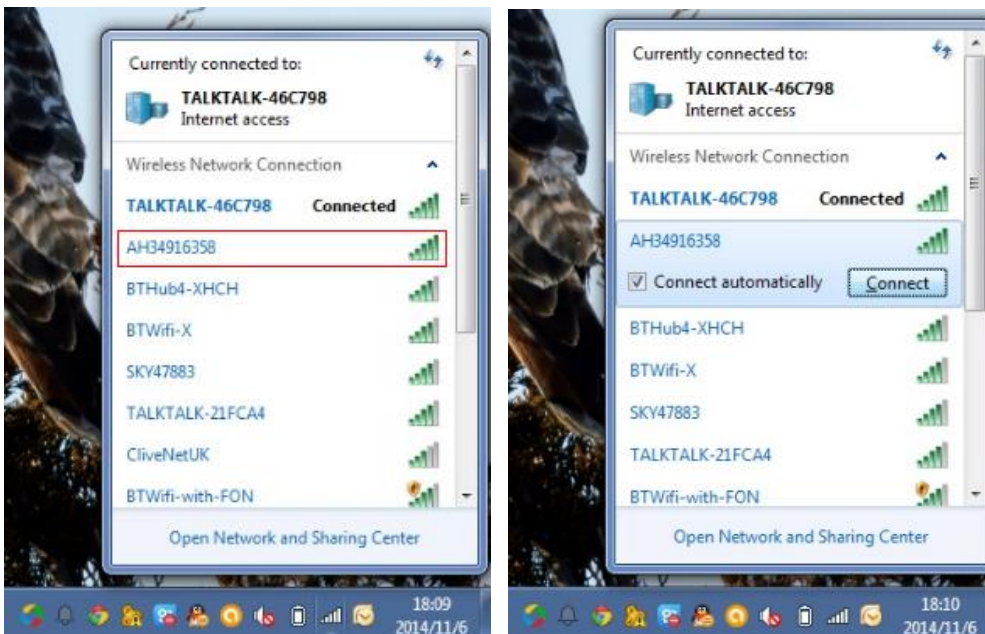 Currently connected to:
TALKTALK-46C798
Internet access
Wireless Network Connection
TALKTALK-46C798 Connected
AH34916358
BTHub4-XHCH
BTWifi-X
SKY47883
TALKTALK-21FCA4
CliveNetUK
BTWifi-with-FON
Open Network and Sharing Center
18:09
2014/11/6
Currently connected to:
TALKTALK-46C798
Internet access
Wireless Network Connection
TALKTALK-46C798 Connected
AH34916358
Connect automatically Connect
BTHub4-XHCH
BTWifi-X
SKY47883
TALKTALK-21FCA4
BTWifi-with-FON
Open Network and Sharing Center
18:10
2014/11/6